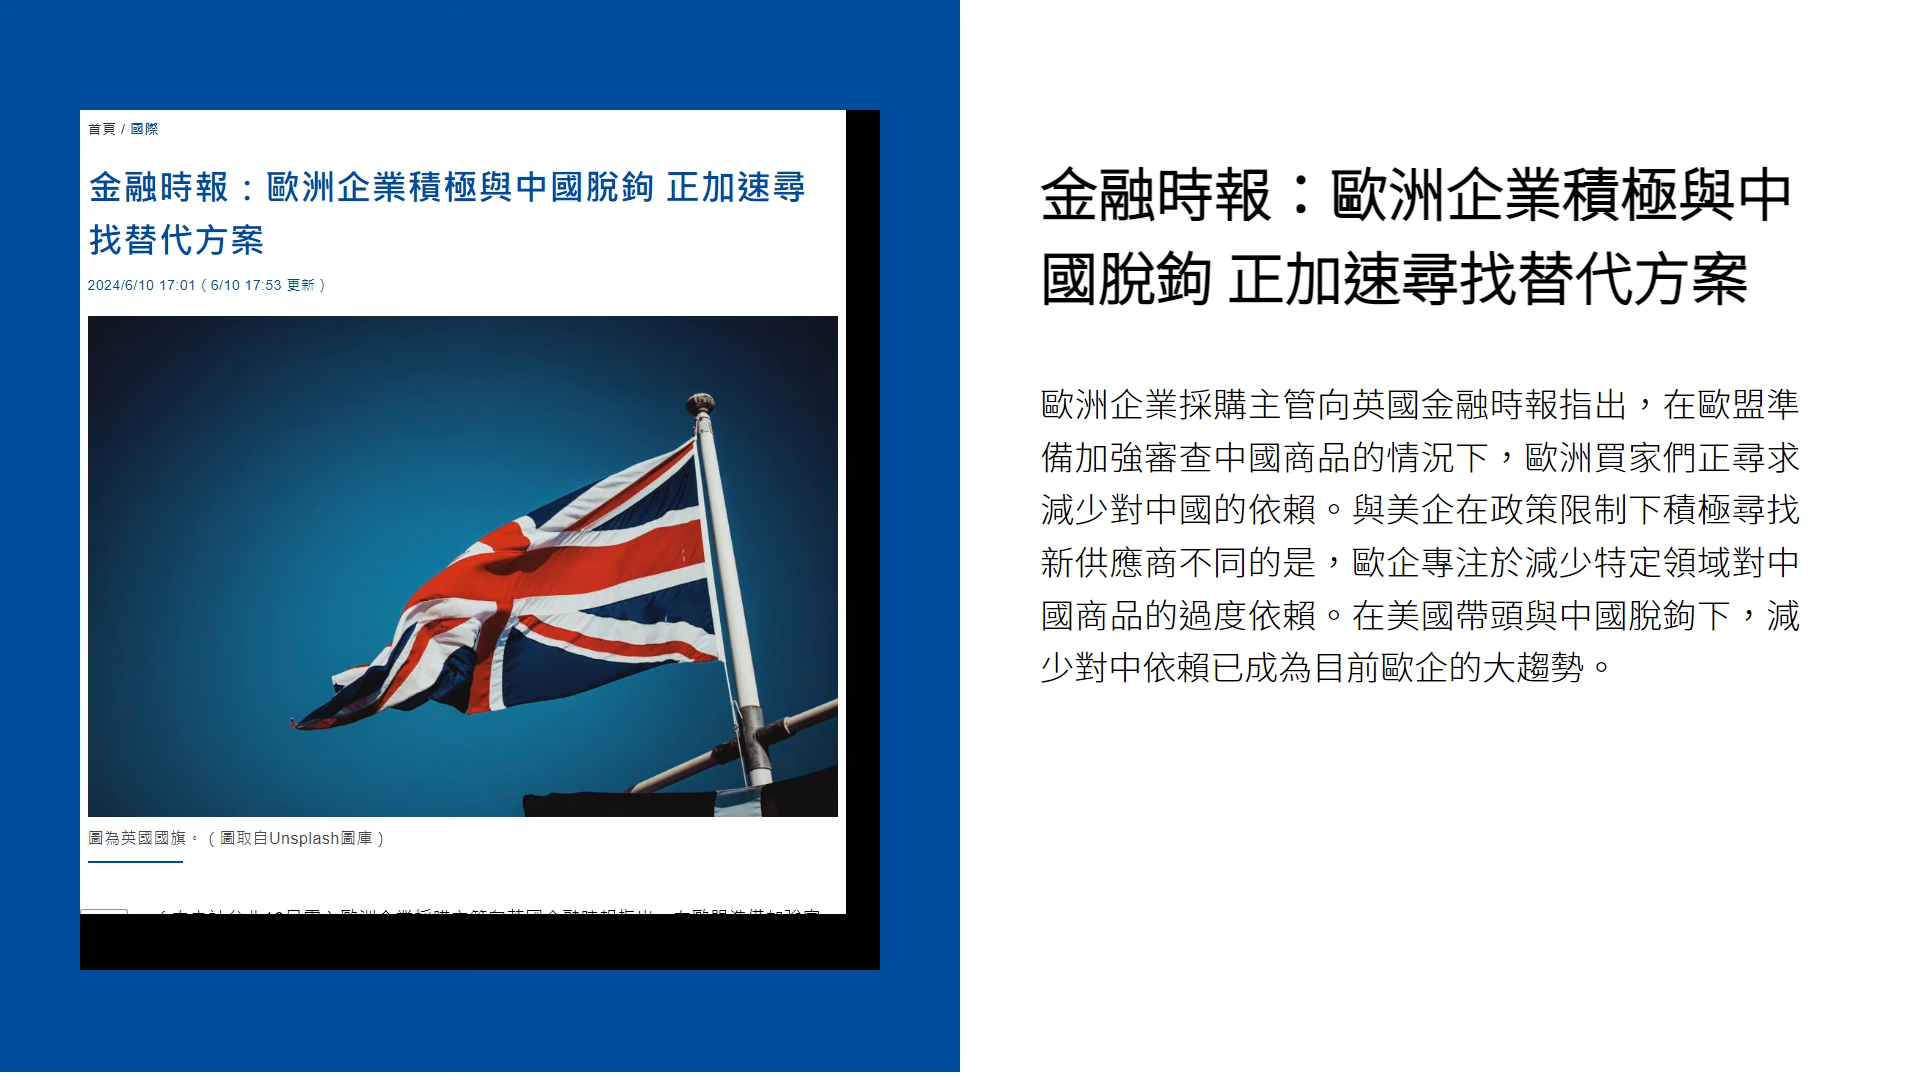 首頁 / 國際
金融時報：歐洲企業積極與中國脫鉤 正加速尋
找替代方案
2024/6/10 17:01（6/10 17:53 更新）
圖為英國國旗。（圖取自Unsplash圖庫）
金融時報：歐洲企業積極與中
國脫鉤 正加速尋找替代方案
歐洲企業採購主管向英國金融時報指出，在歐盟準
備加強審查中國商品的情況下，歐洲買家們正尋求
減少對中國的依賴。與美企在政策限制下積極尋找
新供應商不同的是，歐企專注於減少特定領域對中
國商品的過度依賴。在美國帶頭與中國脫鉤下，減
少對中依賴已成為目前歐企的大趨勢。